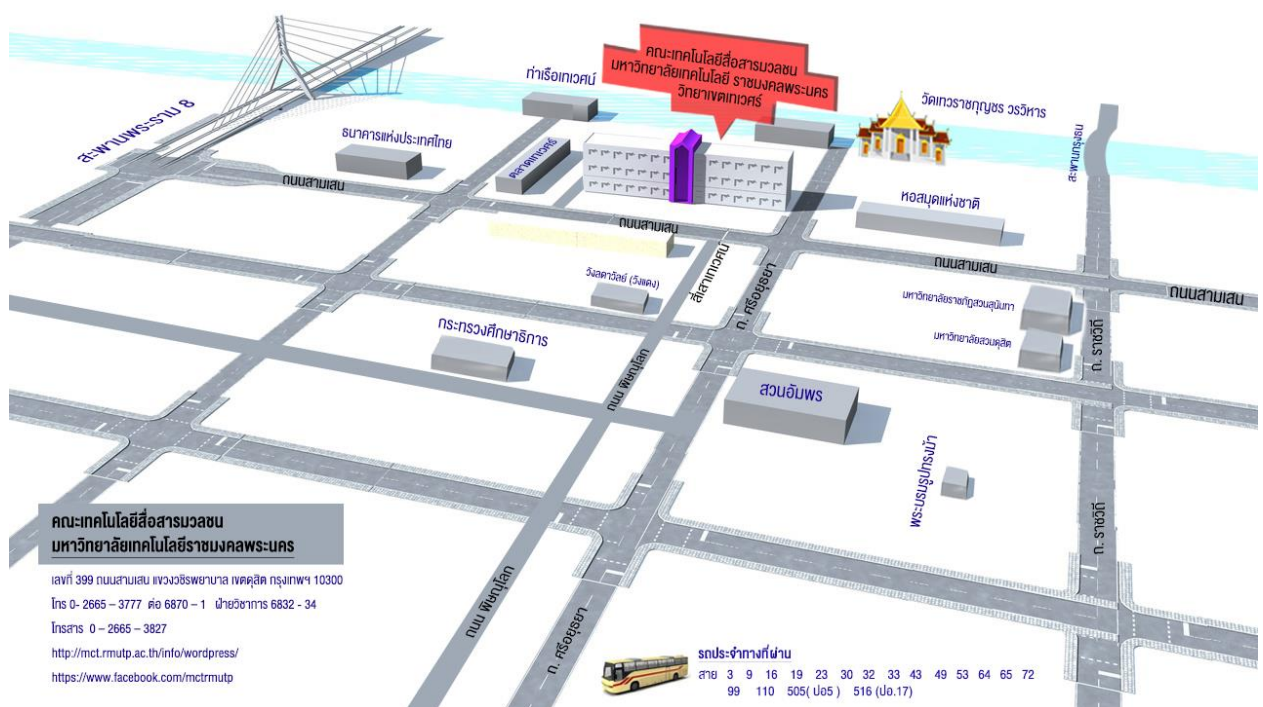 คณะเทคโนโลยีสื่อสารมวลชน
มหาวิทยาลัยเทคโนโลยี ราชมงคลพระนคร
วิทยาเขตเทเวศร์
ท่าเรือเทเวศน์
วัดเทวราชกุญชร วรวิหาร
สะพานพระราม 8
ธนาคารแห่งประเทศไทย
ตลาดเทเวศร์
สะพานกรุงธน
ถนนสามเสน
หอสมุดแห่งชาติ
ถนนสามเสน
ถนนสามเสน
ถนนสามเสน
วังลดาวัลย์ (วังแดง)
สี่เสาเทเวศน์
ถ. ศรีอยุธยา
มหาวิทยาลัยราชภัฏสวนสุนันทา
มหาวิทยาลัยสวนดุสิต
ถ. ราชวิถี
กระทรวงศึกษาธิการ
ถนน พิษณุโลก
สวนอัมพร
พระบรมรูปทรงม้า
ถ. ราชวิถี
คณะเทคโนโลยีสื่อสารมวลชน
มหาวิทยาลัยเทคโนโลยีราชมงคลพระนคร
เลขที่ 399 ถนนสามเสน แขวงวชิรพยาบาล เขตดุสิต กรุงเทพฯ 10300
โทร 0- 2665 – 3777 ต่อ 6870 – 1 ฝ่ายวิชาการ 6832 - 34
โทรสาร 0 – 2665 – 3827
http://mct.rmutp.ac.th/info/wordpress/
https://www.facebook.com/mctrmutp
ถนน พิษณุโลก
ถ. ศรีอยุธยา
รถประจำทางที่ผ่าน
สาย 3 9 16 19 23 30 32 33 43 49 53 64 65 72
99 110 505( ปอ5 ) 516 (ปอ.17)